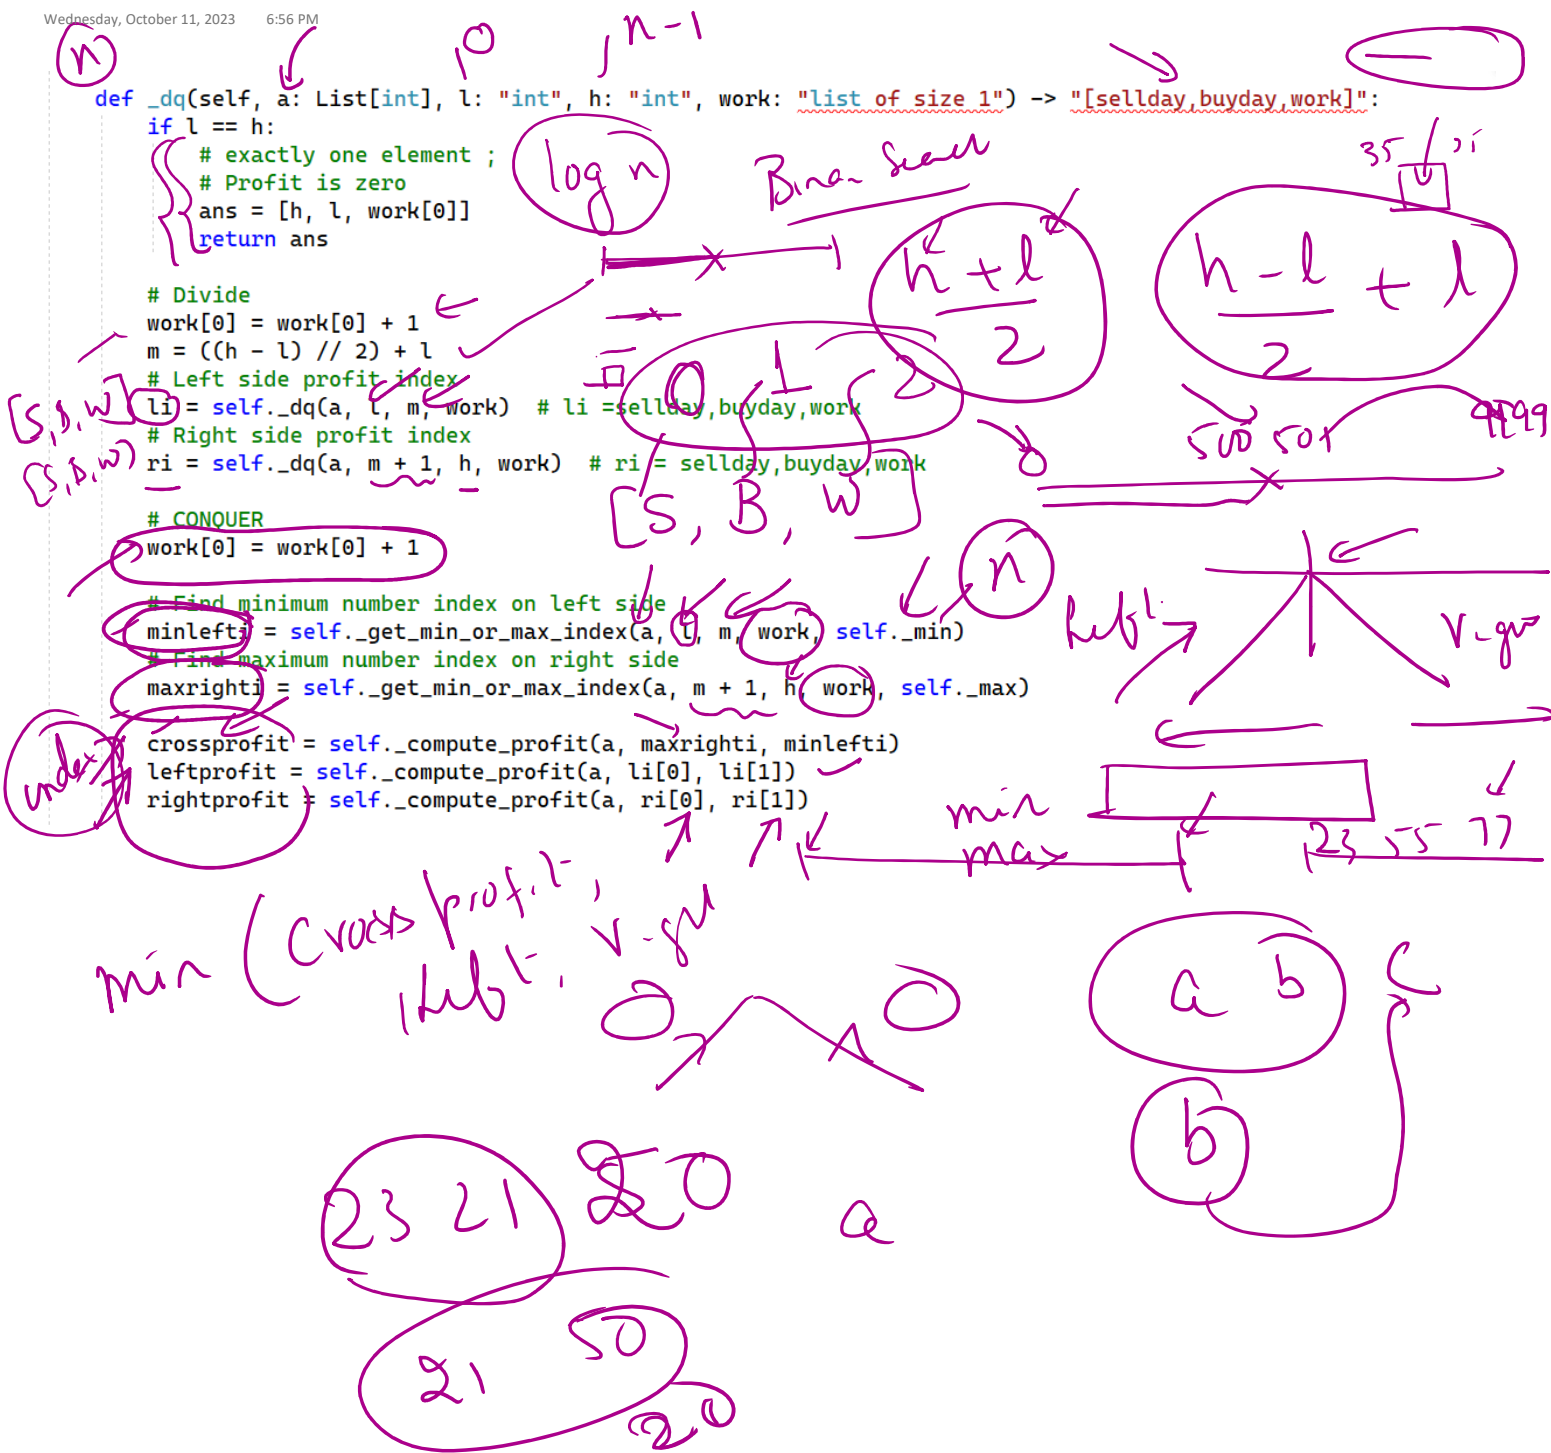 Wednesday, October 11, 2023 6:56 PM
n
0
n-1
def _dq(self, a: List[int], l: "int", h: "int", work: "list of size 1") -> "[sellday,buyday,work]":
if l == h:
# exactly one element ;
# Profit is zero
ans = [h, l, work[0]]
return ans
log n
35
h + l
2
h - l
2
+ l
# Divide
work[0] = work[0] + 1
m = ((h - l) // 2) + l
# Left side profit index
0 1 2
[S, B, W]
li = self._dq(a, l, m, work) # li =sellday,buyday,work
# Right side profit index
[S, B, W]
ri = self._dq(a, m + 1, h, work) # ri = sellday,buyday,work
500 501
[S, B, W]
# CONQUER
work[0] = work[0] + 1
n
# Find minimum number index on left side
minlefti = self._get_min_or_max_index(a, l, m, work, self._min)
# Find maximum number index on right side
maxrighti = self._get_min_or_max_index(a, m + 1, h, work, self._max)
Left
index
crossprofit = self._compute_profit(a, maxrighti, minlefti)
leftprofit = self._compute_profit(a, li[0], li[1])
rightprofit = self._compute_profit(a, ri[0], ri[1])
min
max
23 55 77
min (Cross profit,
left,
a b c
b
23 21
20
a
21 50
20